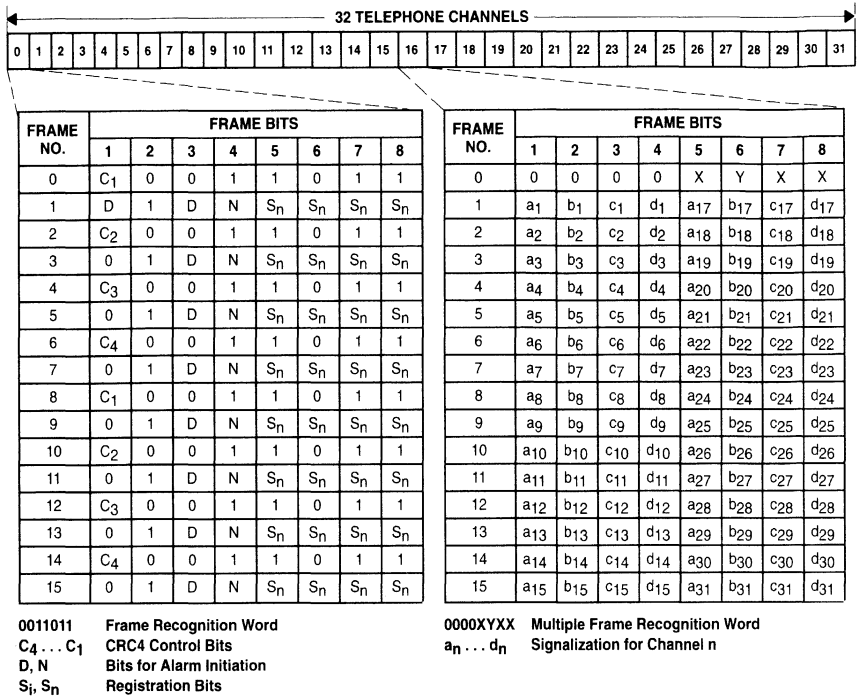 32 TELEPHONE CHANNELS
0 1 2 3 4 5 6 7 8 9 10 11 12 13 14 15 16 17 18 19 20 21 22 23 24 25 26 27 28 29 30 31
FRAME NO. FRAME BITS
1 2 3 4 5 6 7 8
0 C1 0 0 1 1 0 1 1
1 D 1 D N Sn Sn Sn Sn
2 C2 0 0 1 1 0 1 1
3 0 1 D N Sn Sn Sn Sn
4 C3 0 0 1 1 0 1 1
5 0 1 D N Sn Sn Sn Sn
6 C4 0 0 1 1 0 1 1
7 0 1 D N Sn Sn Sn Sn
8 C1 0 0 1 1 0 1 1
9 0 1 D N Sn Sn Sn Sn
10 C2 0 0 1 1 0 1 1
11 0 1 D N Sn Sn Sn Sn
12 C3 0 0 1 1 0 1 1
13 0 1 D N Sn Sn Sn Sn
14 C4 0 0 1 1 0 1 1
15 0 1 D N Sn Sn Sn Sn
0011011 Frame Recognition Word
C4 . . . C1 CRC4 Control Bits
D, N Bits for Alarm Initiation
Si, Sn Registration Bits
FRAME NO. FRAME BITS
1 2 3 4 5 6 7 8
0 0 0 0 0 X Y X X
1 a1 b1 c1 d1 a17 b17 c17 d17
2 a2 b2 c2 d2 a18 b18 c18 d18
3 a3 b3 c3 d3 a19 b19 c19 d19
4 a4 b4 c4 d4 a20 b20 c20 d20
5 a5 b5 c5 d5 a21 b21 c21 d21
6 a6 b6 c6 d6 a22 b22 c22 d22
7 a7 b7 c7 d7 a23 b23 c23 d23
8 a8 b8 c8 d8 a24 b24 c24 d24
9 a9 b9 c9 d9 a25 b25 c25 d25
10 a10 b10 c10 d10 a26 b26 c26 d26
11 a11 b11 c11 d11 a27 b27 c27 d27
12 a12 b12 c12 d12 a28 b28 c28 d28
13 a13 b13 c13 d13 a29 b29 c29 d29
14 a14 b14 c14 d14 a30 b30 c30 d30
15 a15 b15 c15 d15 a31 b31 c31 d31
0000XYXX Multiple Frame Recognition Word
an . . . dn Signalization for Channel n